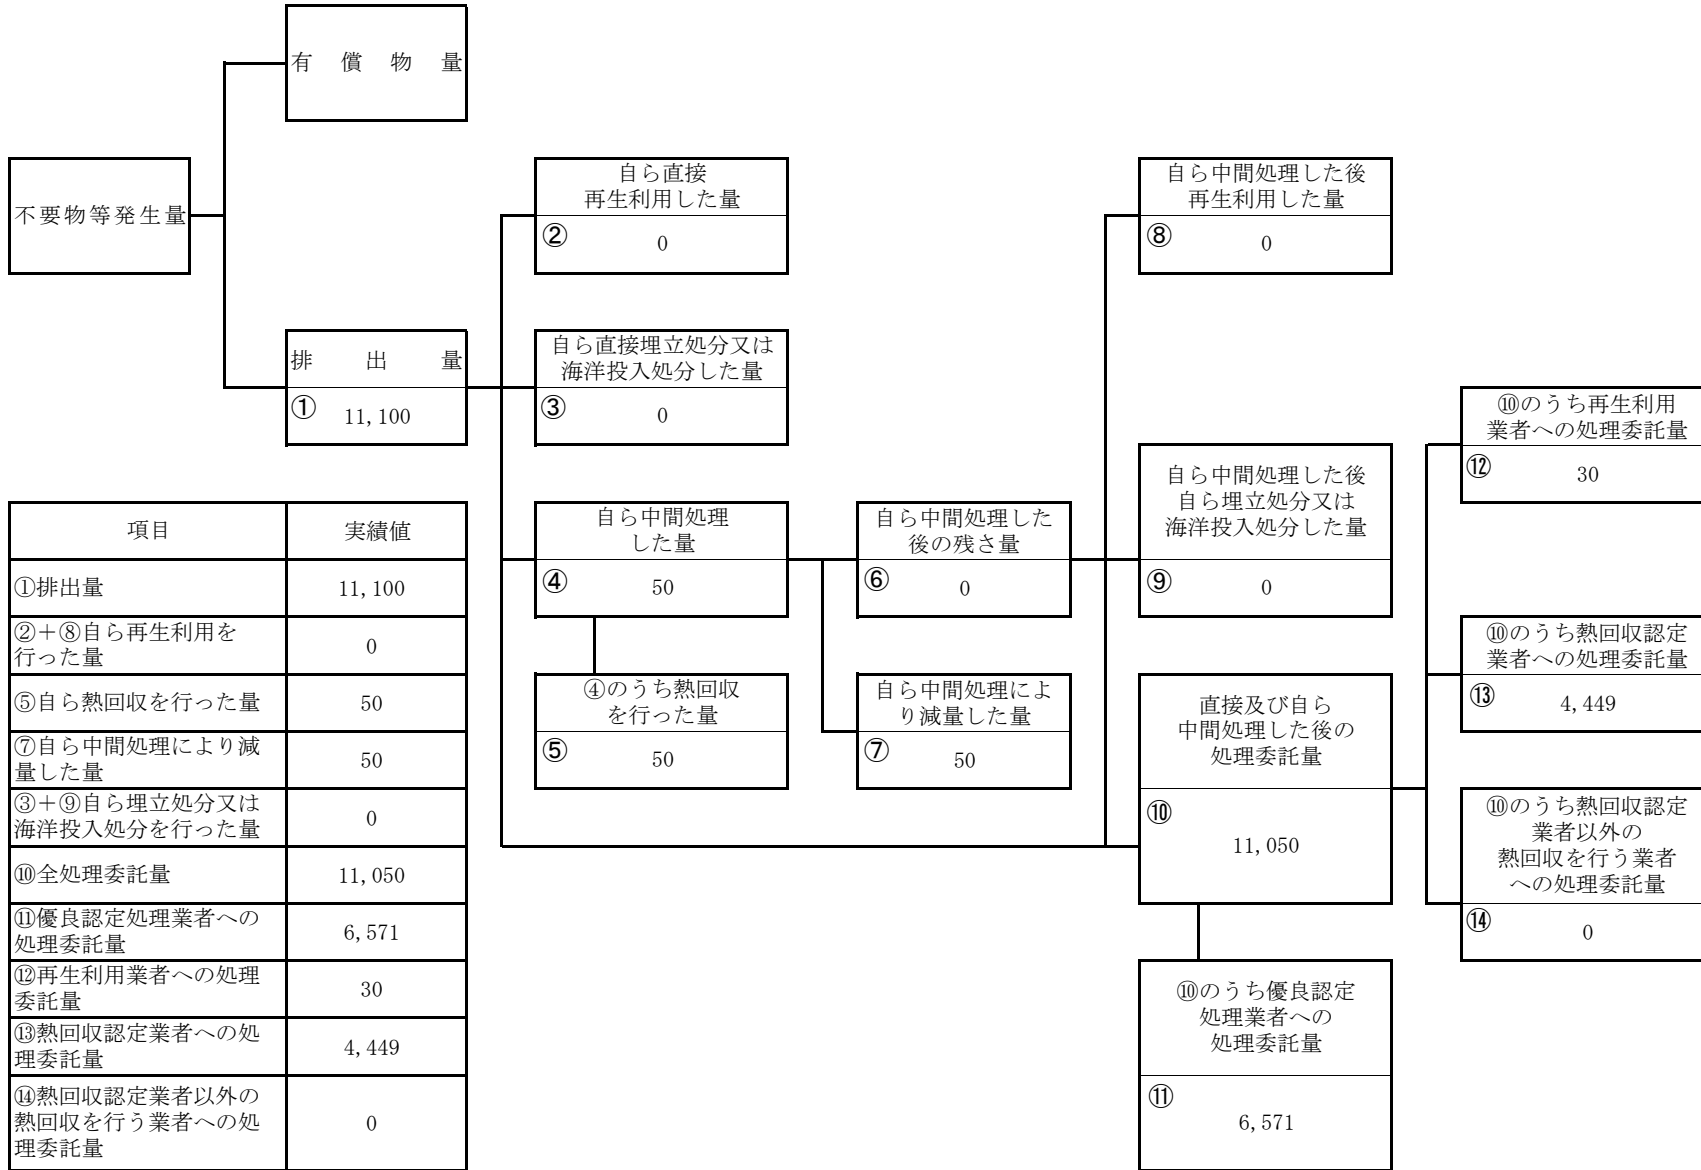 有償物量
不要物等発生量
排出量
① 11,100
自ら直接
再生利用した量
② 0
自ら直接埋立処分又は
海洋投入処分した量
③ 0
自ら中間処理
した量
④ 50
④のうち熱回収
を行った量
⑤ 50
自ら中間処理した
後の残さ量
⑥ 0
自ら中間処理によ
り減量した量
⑦ 50
自ら中間処理した後
再生利用した量
⑧ 0
自ら中間処理した後
自ら埋立処分又は
海洋投入処分した量
⑨ 0
直接及び自ら
中間処理した後の
処理委託量
⑩
11,050
⑩のうち優良認定
処理業者への
処理委託量
⑪
6,571
⑩のうち再生利用
業者への処理委託量
⑫ 30
⑩のうち熱回収認定
業者への処理委託量
⑬ 4,449
⑩のうち熱回収認定
業者以外の
熱回収を行う業者
への処理委託量
⑭ 0
項目 実績値
①排出量 11,100
②+⑧自ら再生利用を
行った量 0
⑤自ら熱回収を行った量 50
⑦自ら中間処理により減
量した量 50
③+⑨自ら埋立処分又は
海洋投入処分を行った量 0
⑩全処理委託量 11,050
⑪優良認定処理業者への
処理委託量 6,571
⑫再生利用業者への処理
委託量 30
⑬熱回収認定業者への処
理委託量 4,449
⑭熱回収認定業者以外の
熱回収を行う業者への処
理委託量 0